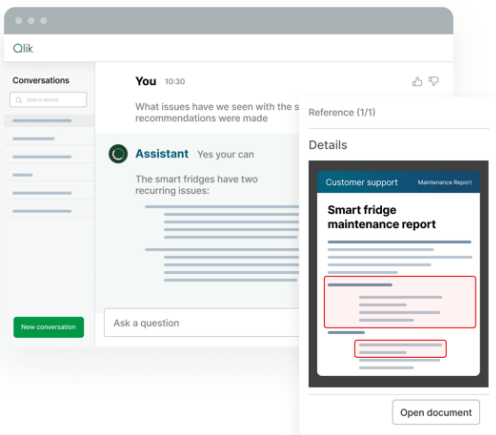 Qlik
Conversations
Search Assets
New conversation
You 10:30
What issues have we seen with the s
recommendations were made
Assistant Yes your can
The smart fridges have two
recurring issues:
Ask a question
Reference (1/1)
Details
Customer support Maintenance Report
Smart fridge
maintenance report
Open document